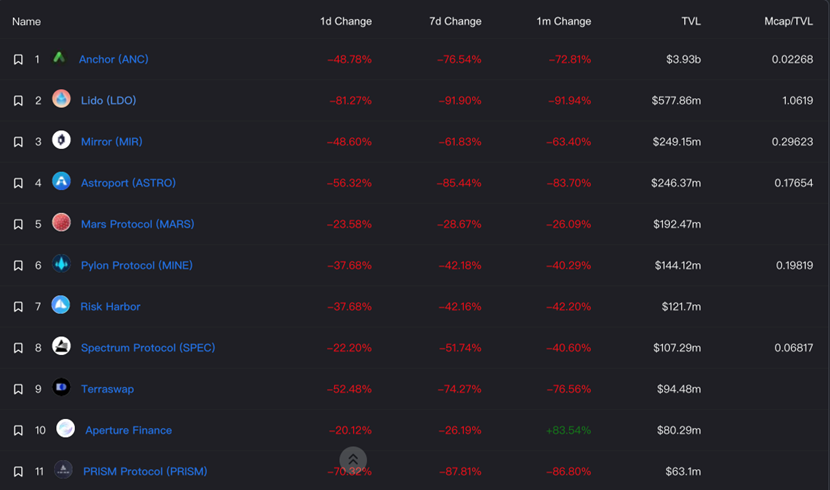 Name 1d Change 7d Change 1m Change TVL Mcap/TVL
1 Anchor (ANC) −48.78% −76.54% −72.81% $3.93b 0.02268
2 Lido (LDO) −81.27% −91.90% −91.94% $577.86m 1.0619
3 Mirror (MIR) −48.60% −61.83% −63.40% $249.15m 0.29623
4 Astroport (ASTRO) −56.32% −85.44% −83.70% $246.37m 0.17654
5 Mars Protocol (MARS) −23.58% −28.67% −26.09% $192.47m
6 Pylon Protocol (MINE) −37.68% −42.18% −40.29% $144.12m 0.19819
7 Risk Harbor −37.68% −42.16% −42.20% $121.7m
8 Spectrum Protocol (SPEC) −22.20% −51.74% −40.60% $107.29m 0.06817
9 Terraswap −52.48% −74.27% −76.56% $94.48m
10 Aperture Finance −20.12% −26.19% +83.54% $80.29m
11 PRISM Protocol (PRISM) −70.32% −87.81% −86.80% $63.1m